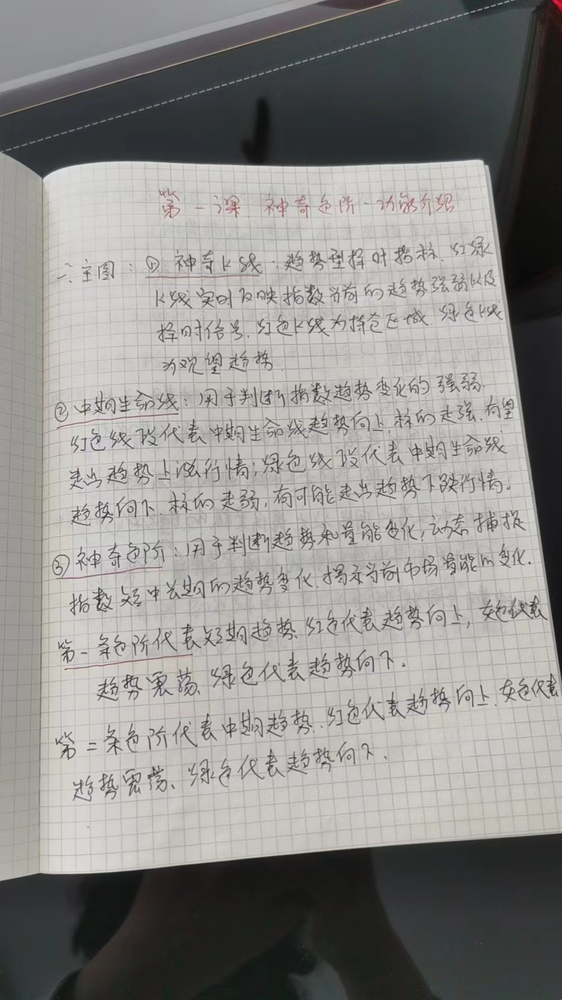 第一课 神奇色阶-功能介绍
一、主图：① 神奇K线：趋势型择时指标.红绿
K线实时反映指数当前的趋势强弱以及
择时信号.红色K线为持仓区域.绿色K线
为观望趋势.
② 中期生命线：用于判断指数趋势变化的强弱.
红色线段代表中期生命线趋势向上.标的走强.有望
走出趋势上涨行情；绿色线段代表中期生命线
趋势向下.标的走弱，有可能走出趋势下跌行情。
③ 神奇色阶：用于判断趋势和量能变化，动态捕捉
指数短中长期的趋势变化.揭示当前市场量能的变化.
第一条色阶代表短期趋势、红色代表趋势向上，灰色代表
趋势震荡、绿色代表趋势向下。
第二条色阶代表中期趋势.红色代表趋势向上.灰色代表
趋势震荡、绿色代表趋势向下.